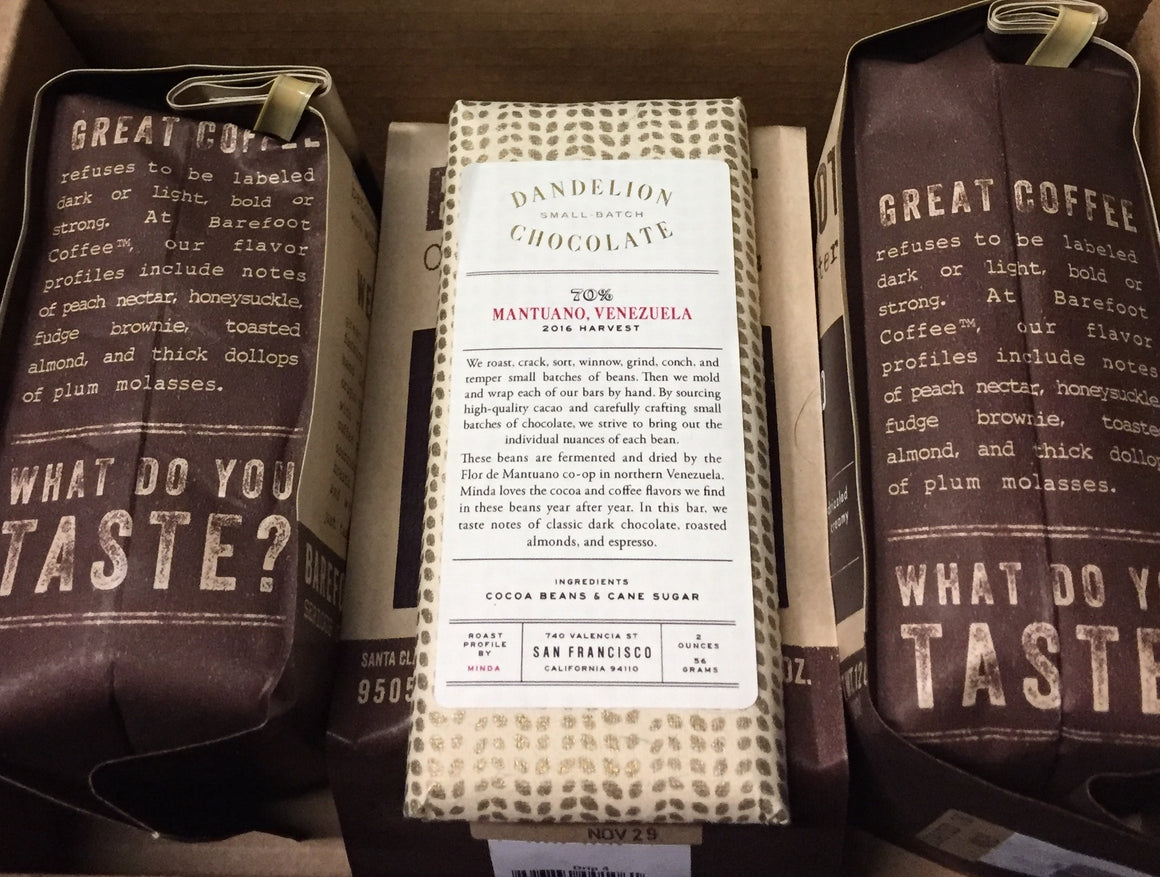 GREAT COFFEE
refuses to be labeled
dark or light, bold or
strong. At Barefoot
Coffee™, our flavor
profiles include notes
of peach nectar, honeysuckle,
fudge brownie, toasted
almond, and thick dollops
of plum molasses.
WHAT DO YOU
TASTE?
BAREFO
SANTA CLA
9505
OZ.
DANDELION
SMALL-BATCH
CHOCOLATE
70%
MANTUANO, VENEZUELA
2016 HARVEST
We roast, crack, sort, winnow, grind, conch, and
temper small batches of beans. Then we mold
and wrap each of our bars by hand. By sourcing
high-quality cacao and carefully crafting small
batches of chocolate, we strive to bring out the
individual nuances of each bean.
These beans are fermented and dried by the
Flor de Mantuano co-op in northern Venezuela.
Minda loves the cocoa and coffee flavors we find
in these beans year after year. In this bar, we
taste notes of classic dark chocolate, roasted
almonds, and espresso.
INGREDIENTS
COCOA BEANS & CANE SUGAR
ROAST
PROFILE
BY
MINDA
740 VALENCIA ST
SAN FRANCISCO
CALIFORNIA 94110
2
OUNCES
56
GRAMS
NOV 29
Drip 4
GREAT COFFEE
refuses to be labeled
dark or light, bold or
strong. At Barefoot
Coffee™, our flavor
profiles include notes
of peach nectar, honeysuckle
fudge brownie, toaste
almond, and thick dollop
of plum molasses.
WHAT DO Y
TASTE
drizzled
creamy